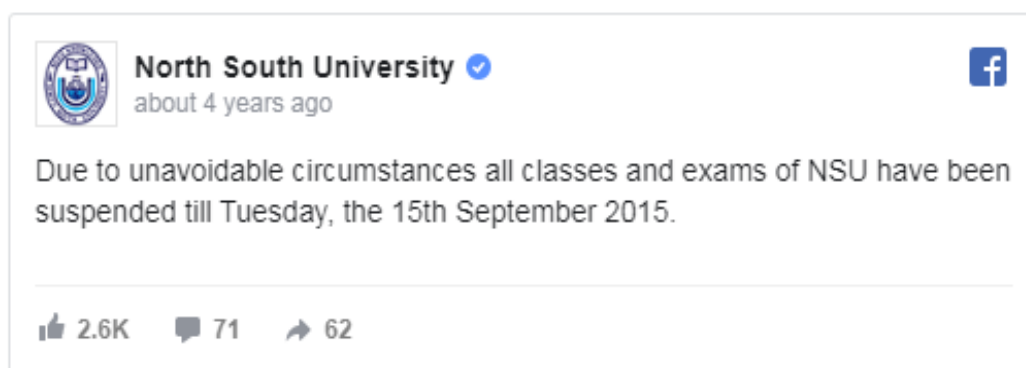 North South University
about 4 years ago
Due to unavoidable circumstances all classes and exams of NSU have been
suspended till Tuesday, the 15th September 2015.
2.6K 71 62